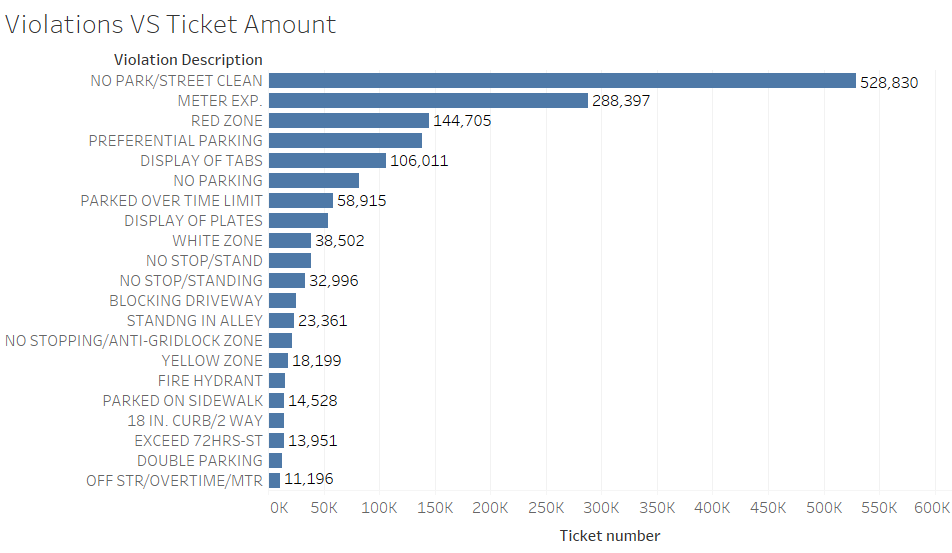 Violations VS Ticket Amount
Violation Description
NO PARK/STREET CLEAN 528,830
METER EXP. 288,397
RED ZONE 144,705
PREFERENTIAL PARKING
DISPLAY OF TABS 106,011
NO PARKING
PARKED OVER TIME LIMIT 58,915
DISPLAY OF PLATES
WHITE ZONE 38,502
NO STOP/STAND
NO STOP/STANDING 32,996
BLOCKING DRIVEWAY
STANDNG IN ALLEY 23,361
NO STOPPING/ANTI-GRIDLOCK ZONE
YELLOW ZONE 18,199
FIRE HYDRANT
PARKED ON SIDEWALK 14,528
18 IN. CURB/2 WAY
EXCEED 72HRS-ST 13,951
DOUBLE PARKING
OFF STR/OVERTIME/MTR 11,196
0K 50K 100K 150K 200K 250K 300K 350K 400K 450K 500K 550K 600K
Ticket number